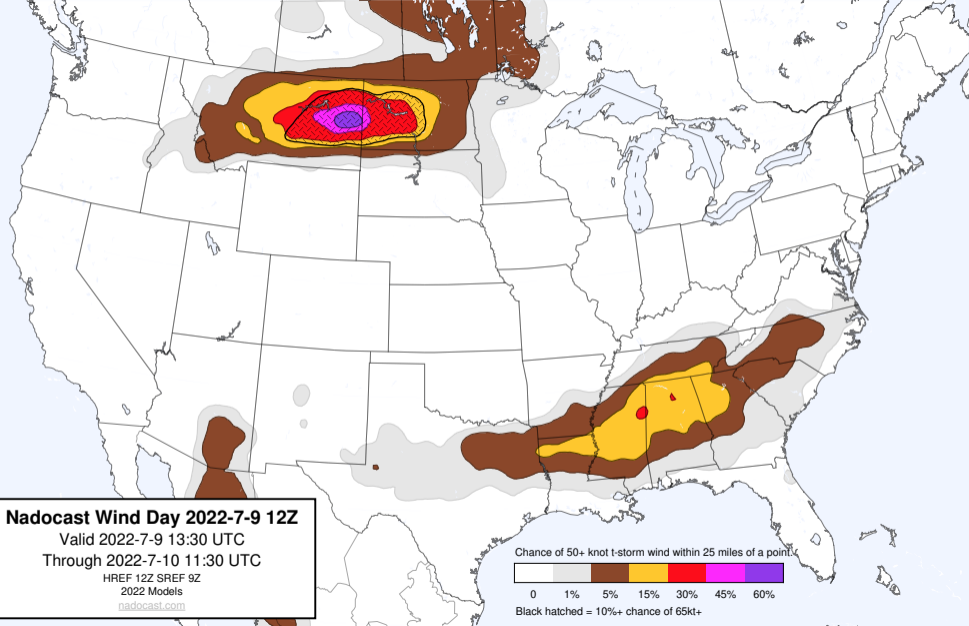 Nadocast Wind Day 2022-7-9 12Z
Valid 2022-7-9 13:30 UTC
Through 2022-7-10 11:30 UTC
HREF 12Z SREF 9Z
2022 Models
nadocast.com
Chance of 50+ knot t-storm wind within 25 miles of a point.
0 1% 5% 15% 30% 45% 60%
Black hatched = 10%+ chance of 65kt+